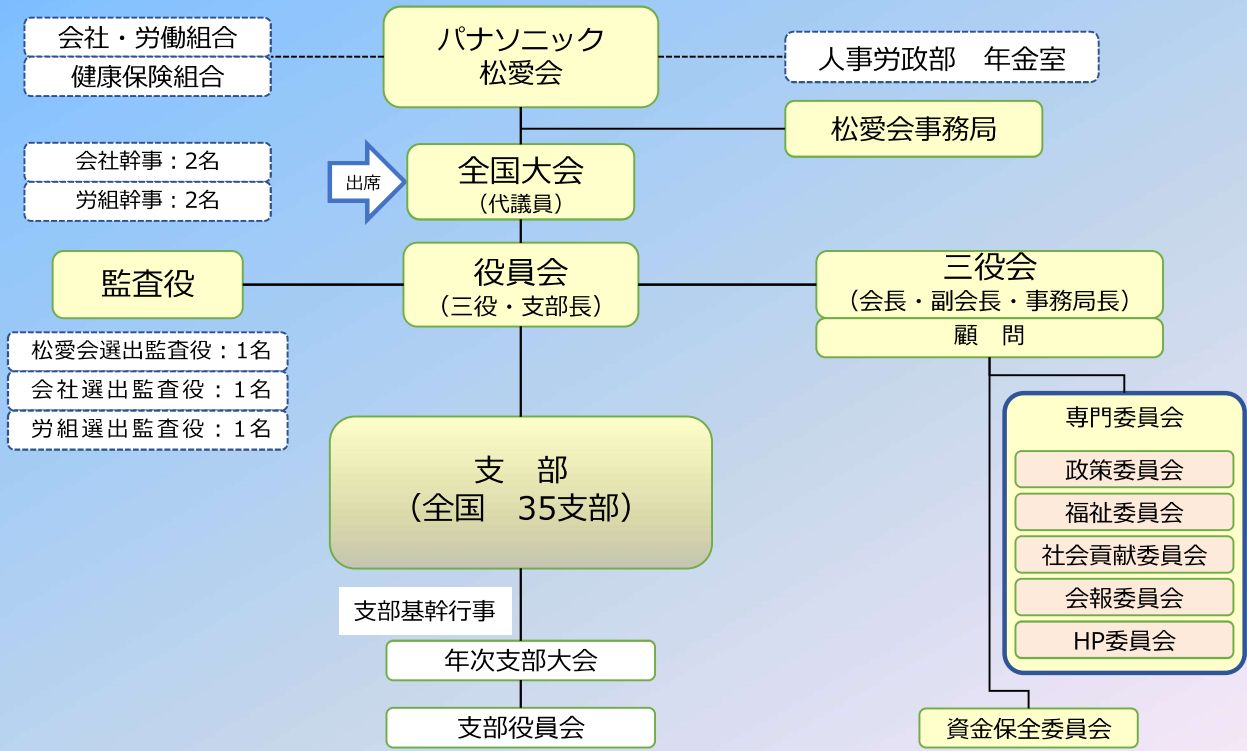 会社・労働組合
健康保険組合
パナソニック
松愛会
人事労政部　年金室
松愛会事務局
会社幹事：2名
労組幹事：2名
出席
全国大会
（代議員）
監査役
役員会
（三役・支部長）
三役会
（会長・副会長・事務局長）
顧　問
松愛会選出監査役：1名
会社選出監査役：1名
労組選出監査役：1名
支　部
（全国　35支部）
専門委員会
政策委員会
福祉委員会
社会貢献委員会
会報委員会
HP委員会
支部基幹行事
年次支部大会
支部役員会
資金保全委員会